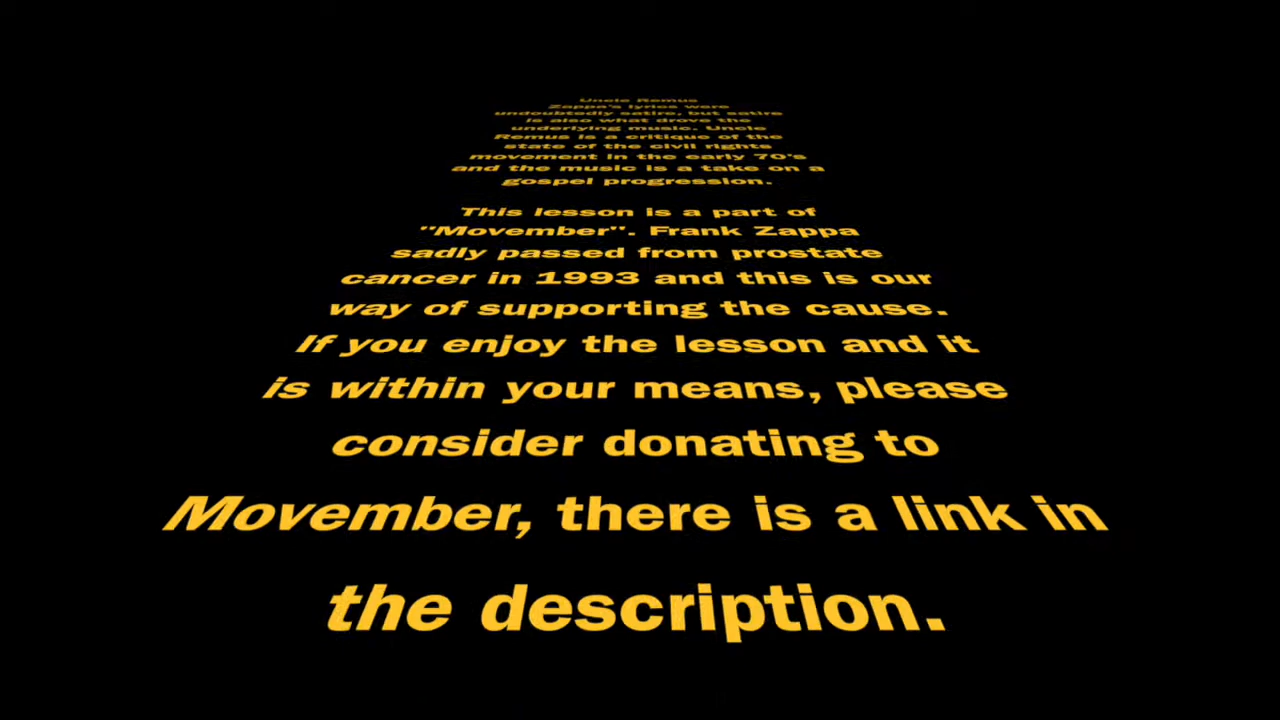 Uncle Remus
Zappa's lyrics were
undoubtedly satire, but satire
is also what drove the
underlying music. Uncle
Remus is a critique of the
state of the civil rights
movement in the early 70's
and the music is a take on a
gospel progression.
This lesson is a part of
"Movember". Frank Zappa
sadly passed from prostate
cancer in 1993 and this is our
way of supporting the cause.
If you enjoy the lesson and it
is within your means, please
consider donating to
Movember, there is a link in
the description.